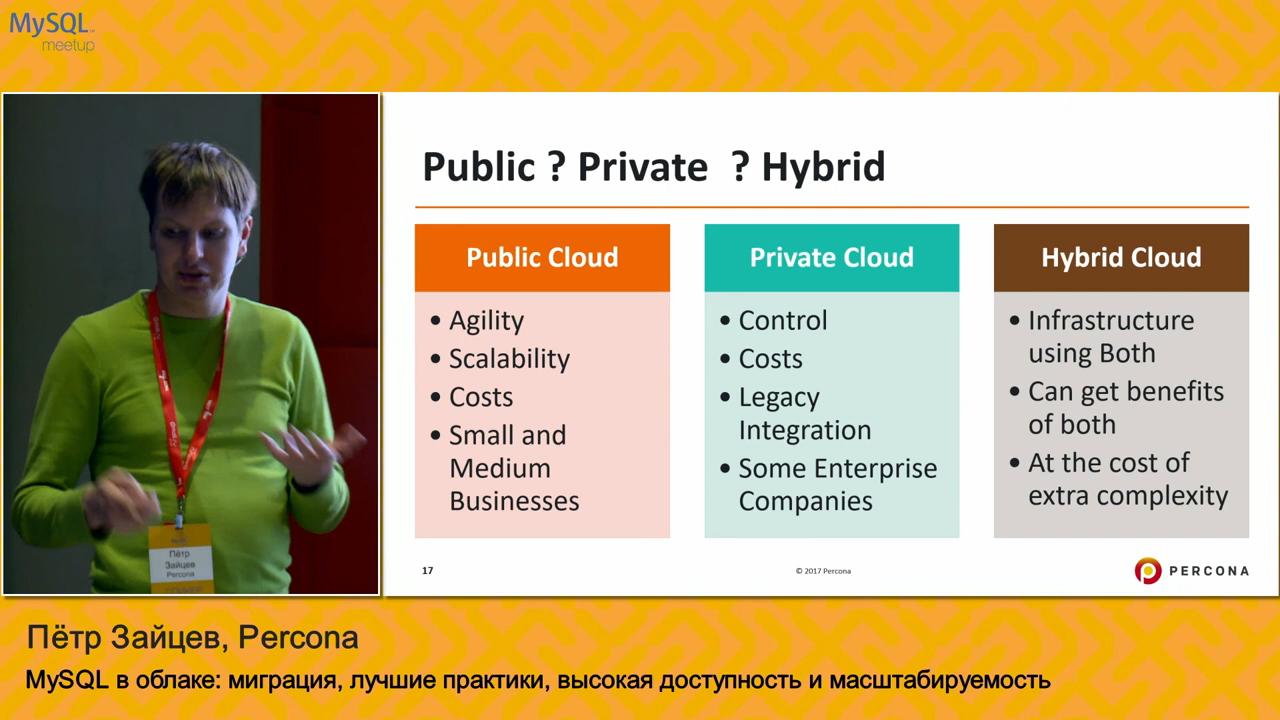 MySQL
meetup
Public ? Private ? Hybrid
Public Cloud
• Agility
• Scalability
• Costs
• Small and
Medium
Businesses
Private Cloud
• Control
• Costs
• Legacy
Integration
• Some Enterprise
Companies
Hybrid Cloud
• Infrastructure
using Both
• Can get benefits
of both
• At the cost of
extra complexity
17
© 2017 Percona
PERCONA
Пётр
Зайцев
Percona
Пётр Зайцев, Percona
MySQL в облаке: миграция, лучшие практики, высокая доступность и масштабируемость